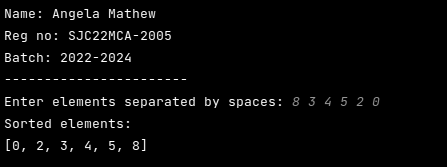 Name: Angela Mathew
Reg no: SJC22MCA-2005
Batch: 2022-2024
-----------------------
Enter elements separated by spaces: 8 3 4 5 2 0
Sorted elements:
[0, 2, 3, 4, 5, 8]